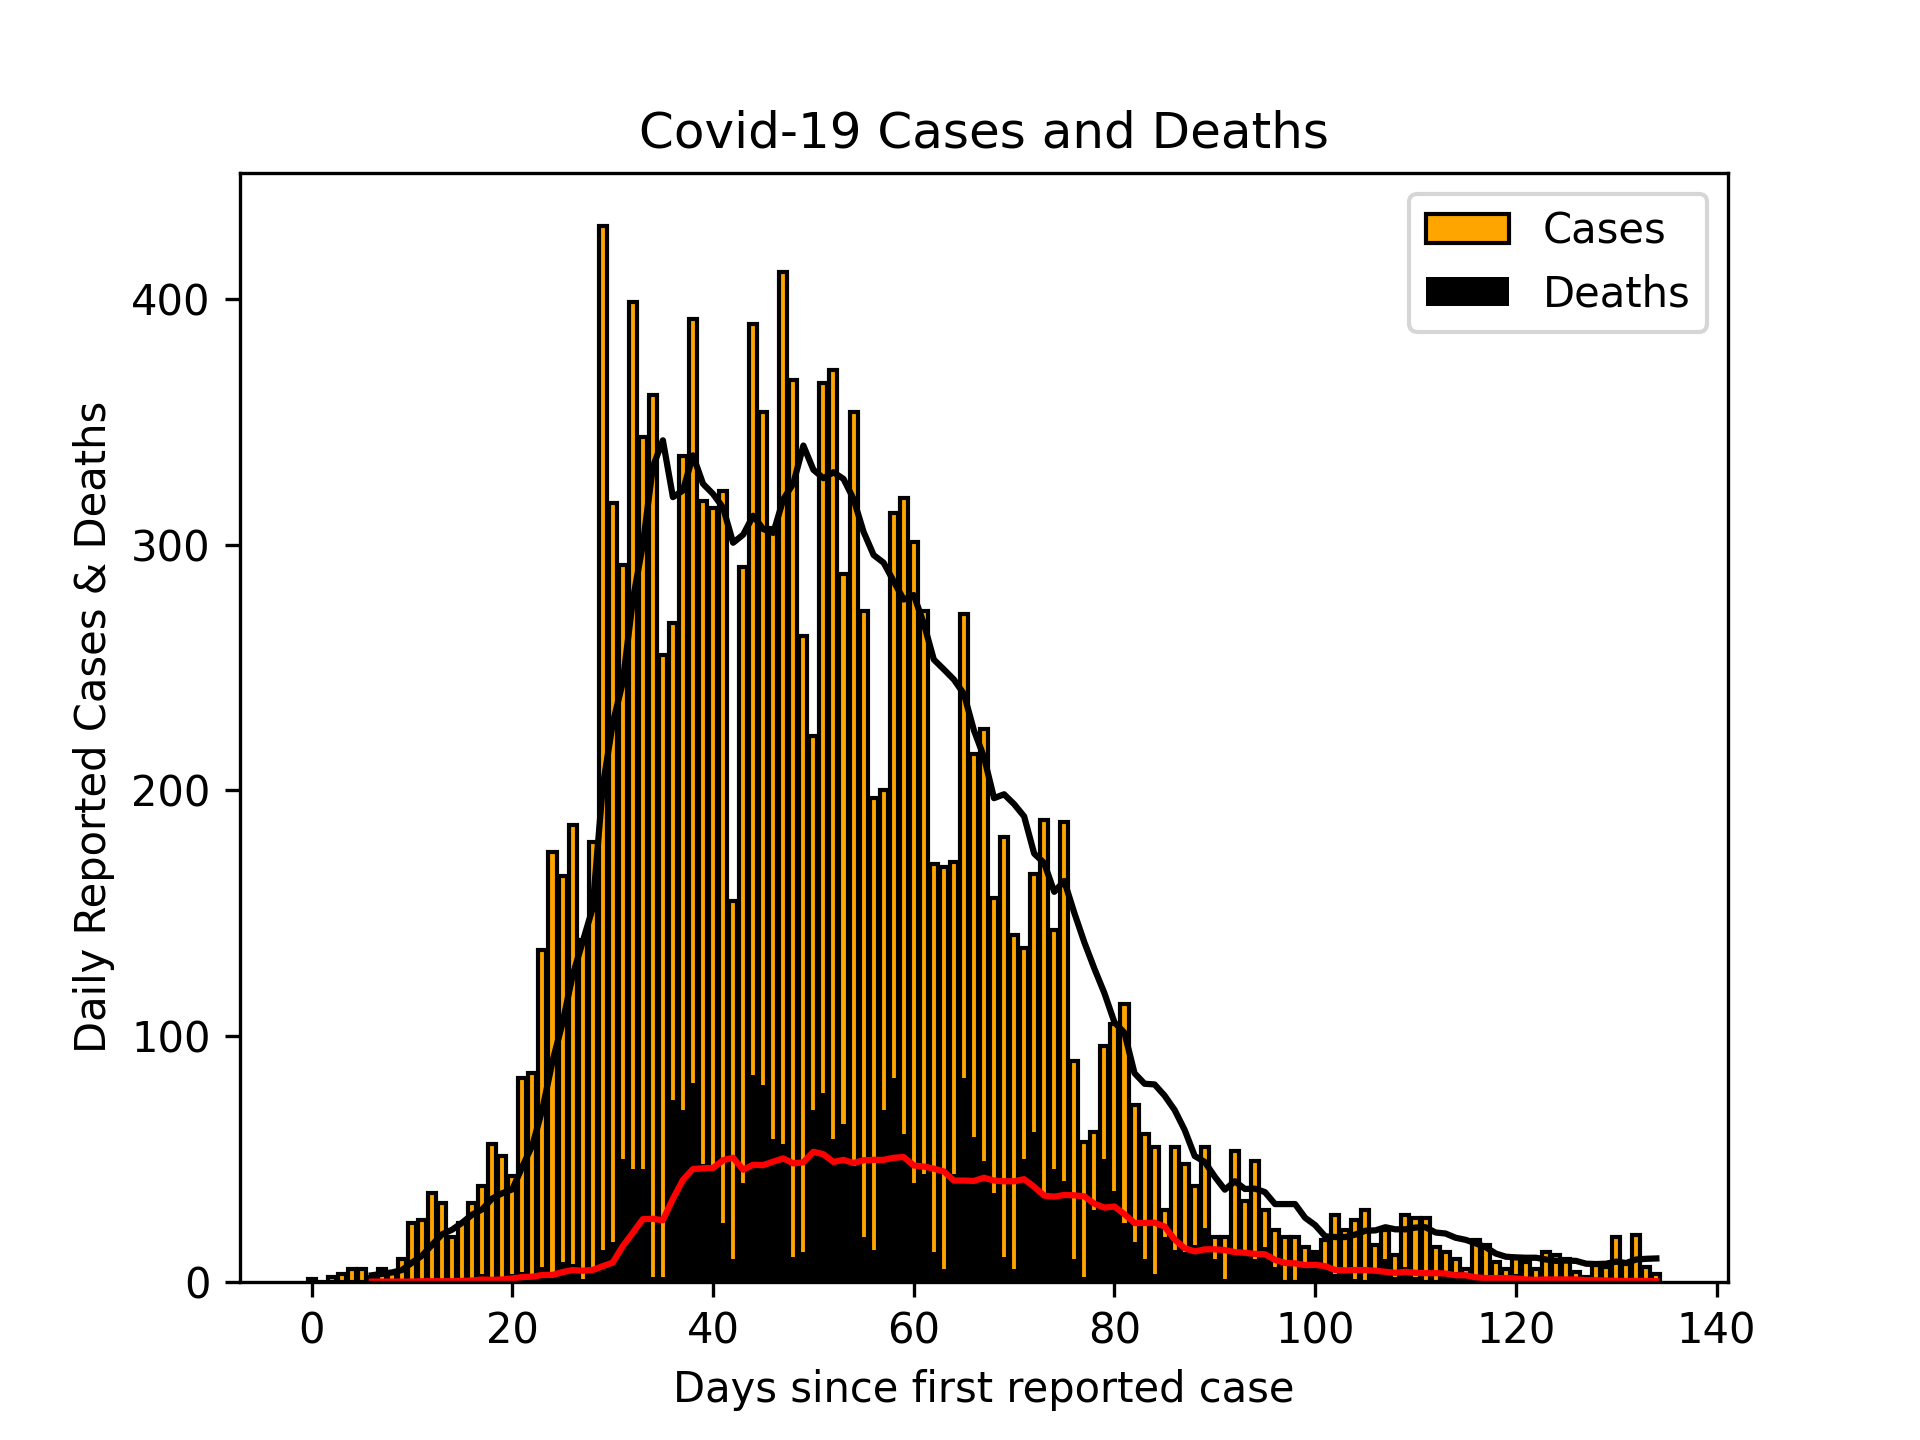 Covid-19 Cases and Deaths
Cases
Deaths
Daily Reported Cases & Deaths
400
300
200
100
0
0 20 40 60 80 100 120 140
Days since first reported case